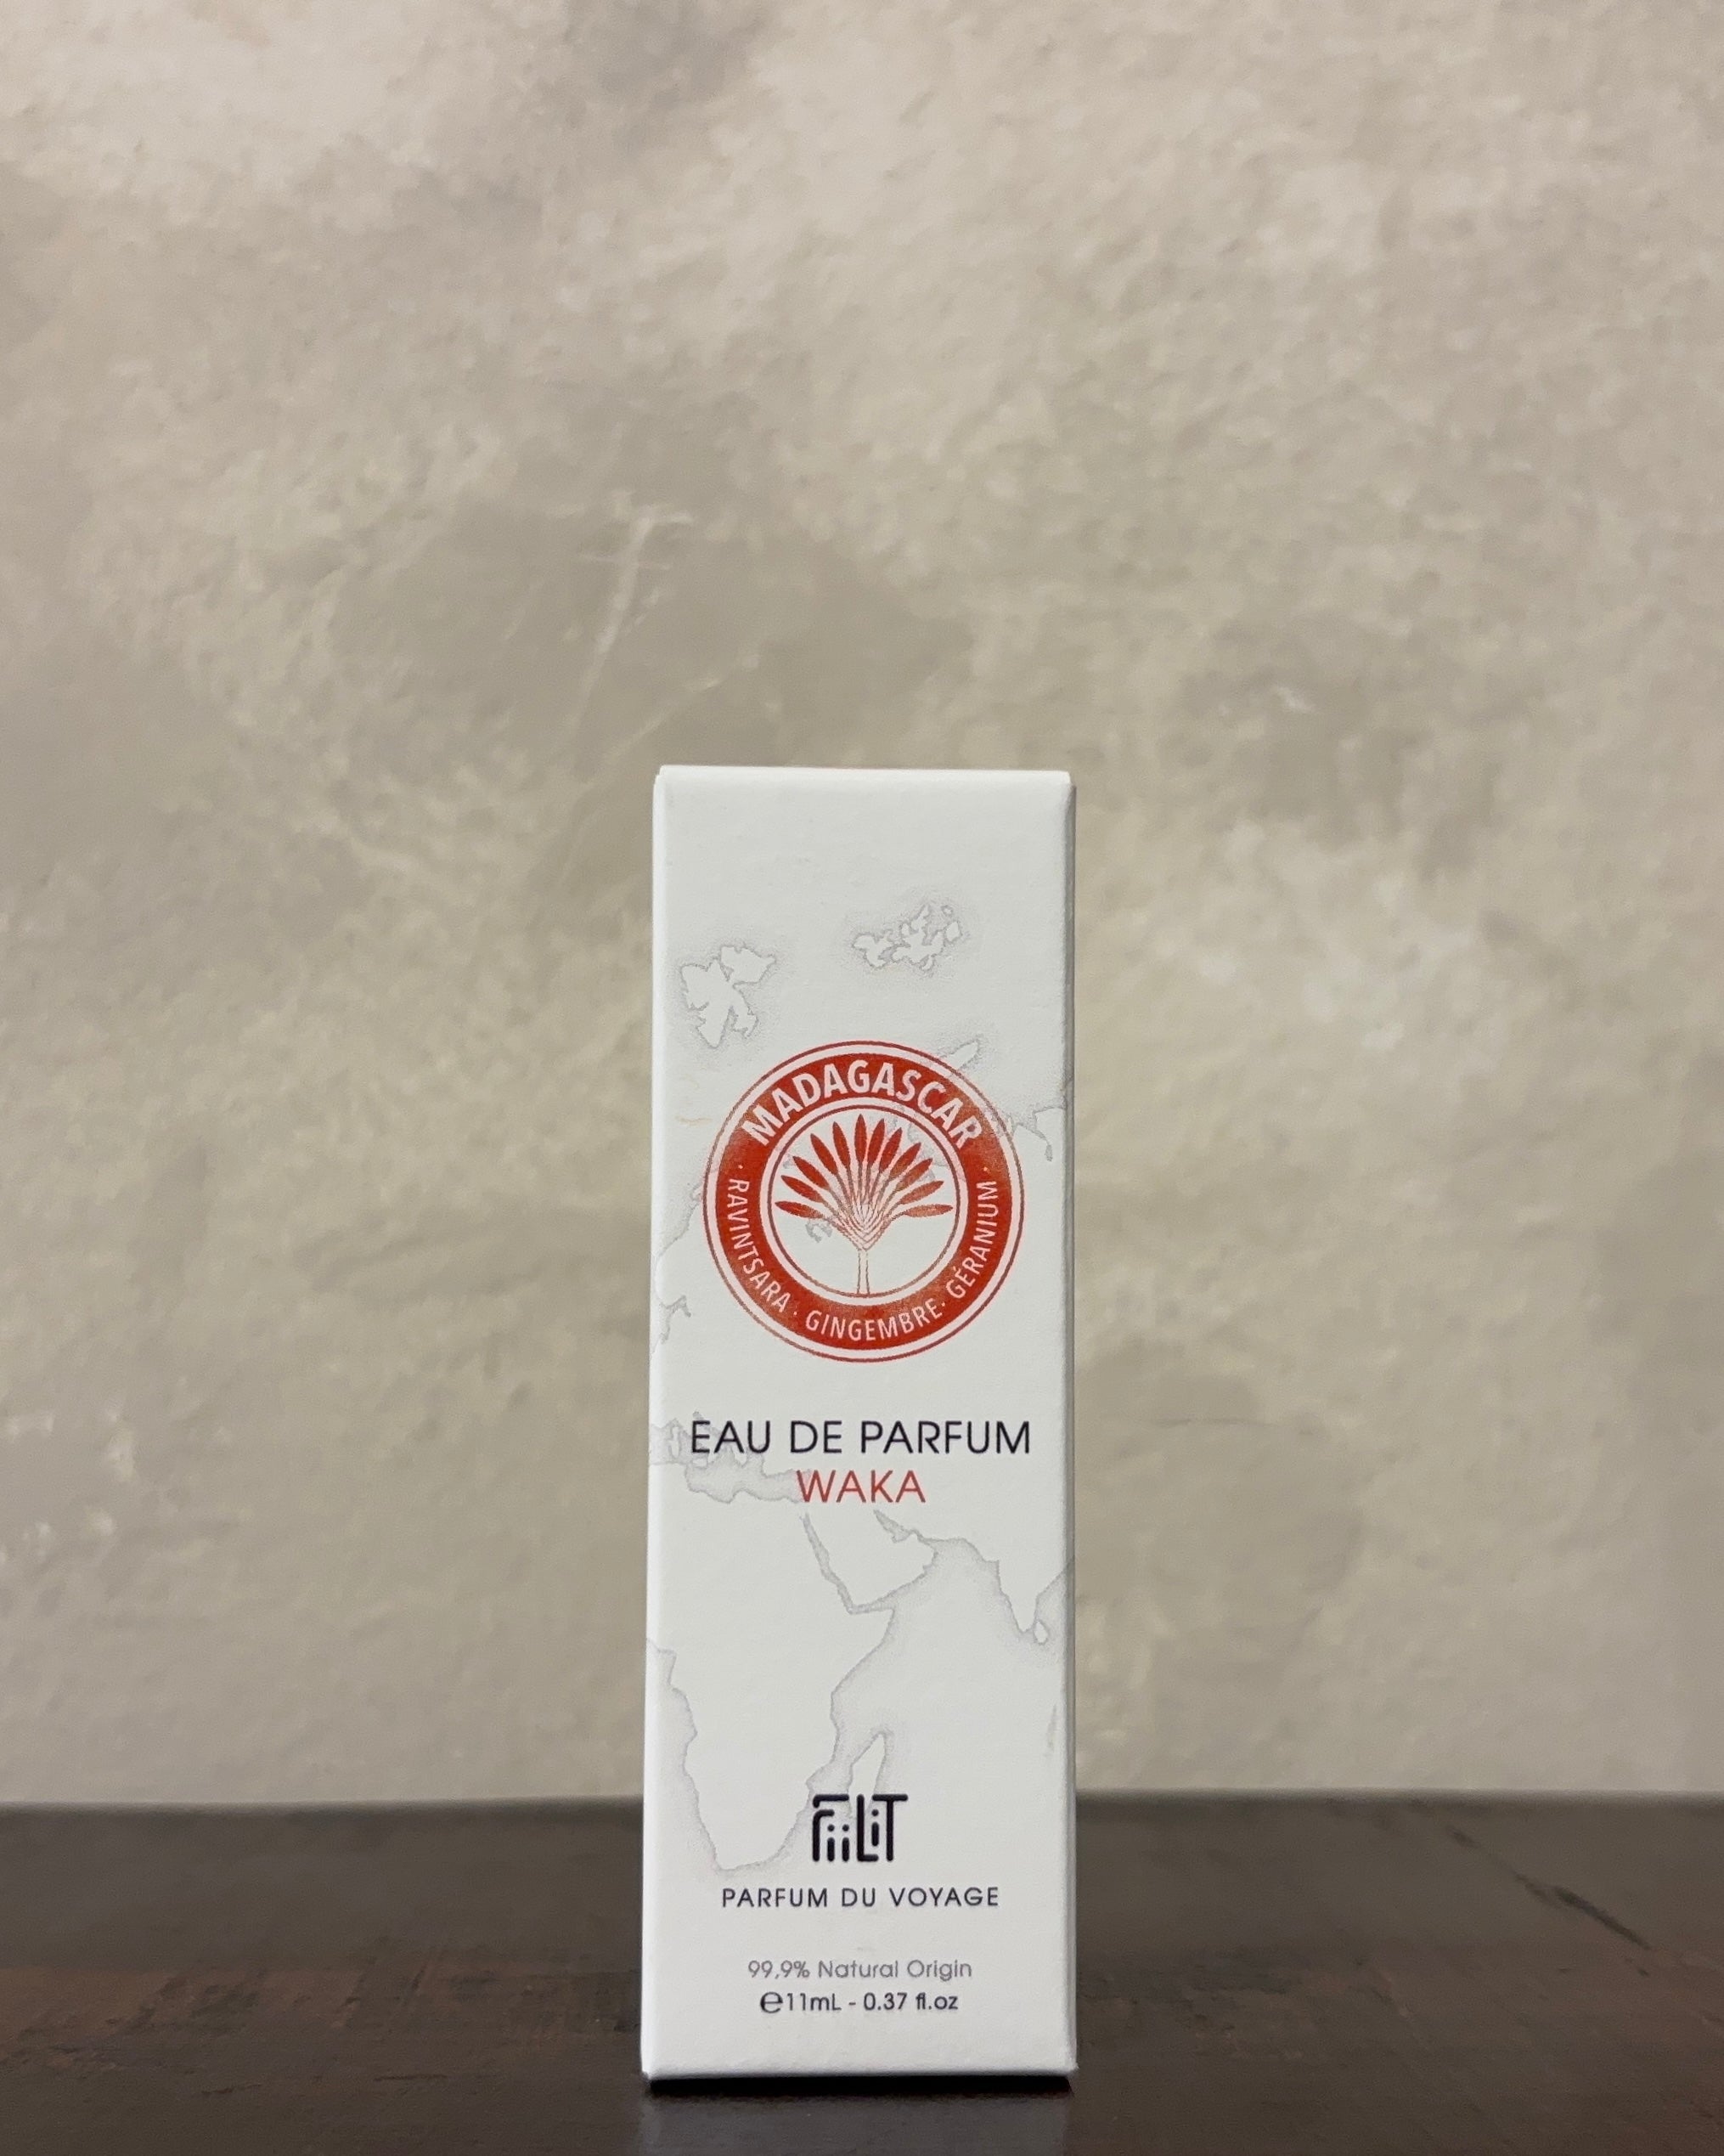 MADAGASCAR
· RAVINTSARA · GINGEMBRE · GÉRANIUM ·
EAU DE PARFUM
WAKA
FiiLiT
PARFUM DU VOYAGE
99,9% Natural Origin
℮11mL - 0.37 fl.oz